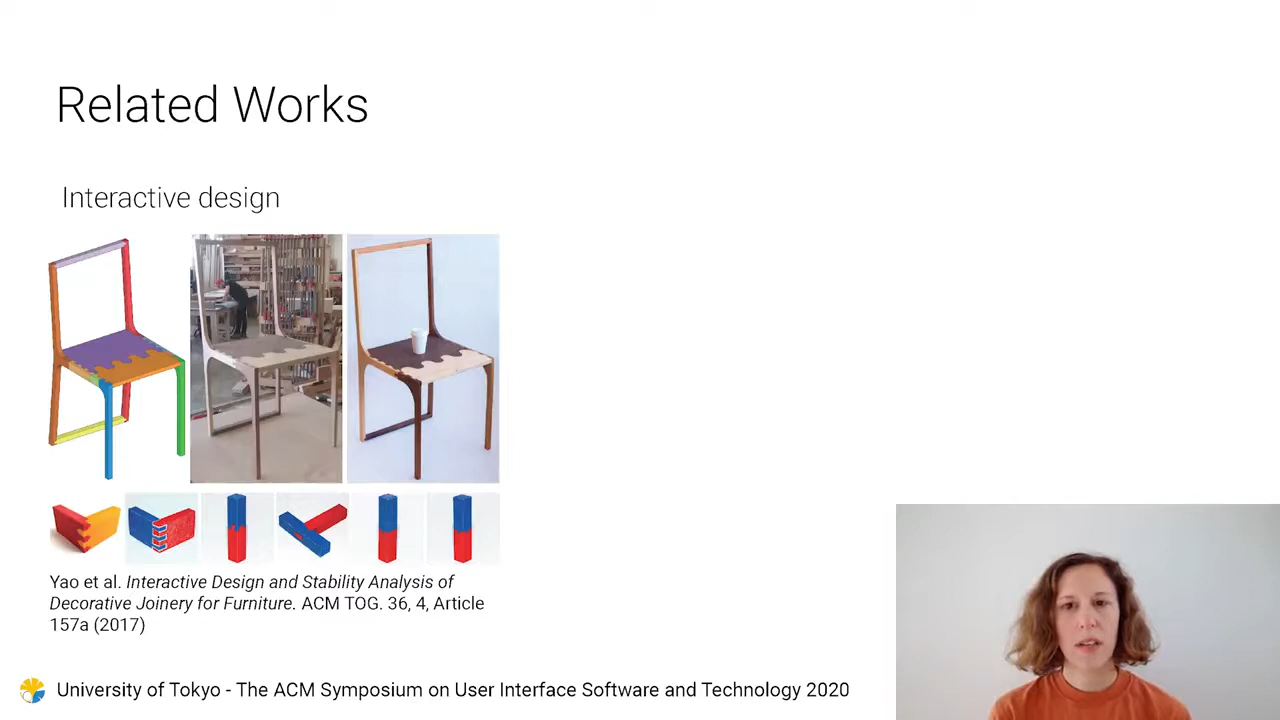 Related Works
Interactive design
Yao et al. Interactive Design and Stability Analysis of
Decorative Joinery for Furniture. ACM TOG. 36, 4, Article
157a (2017)
University of Tokyo - The ACM Symposium on User Interface Software and Technology 2020